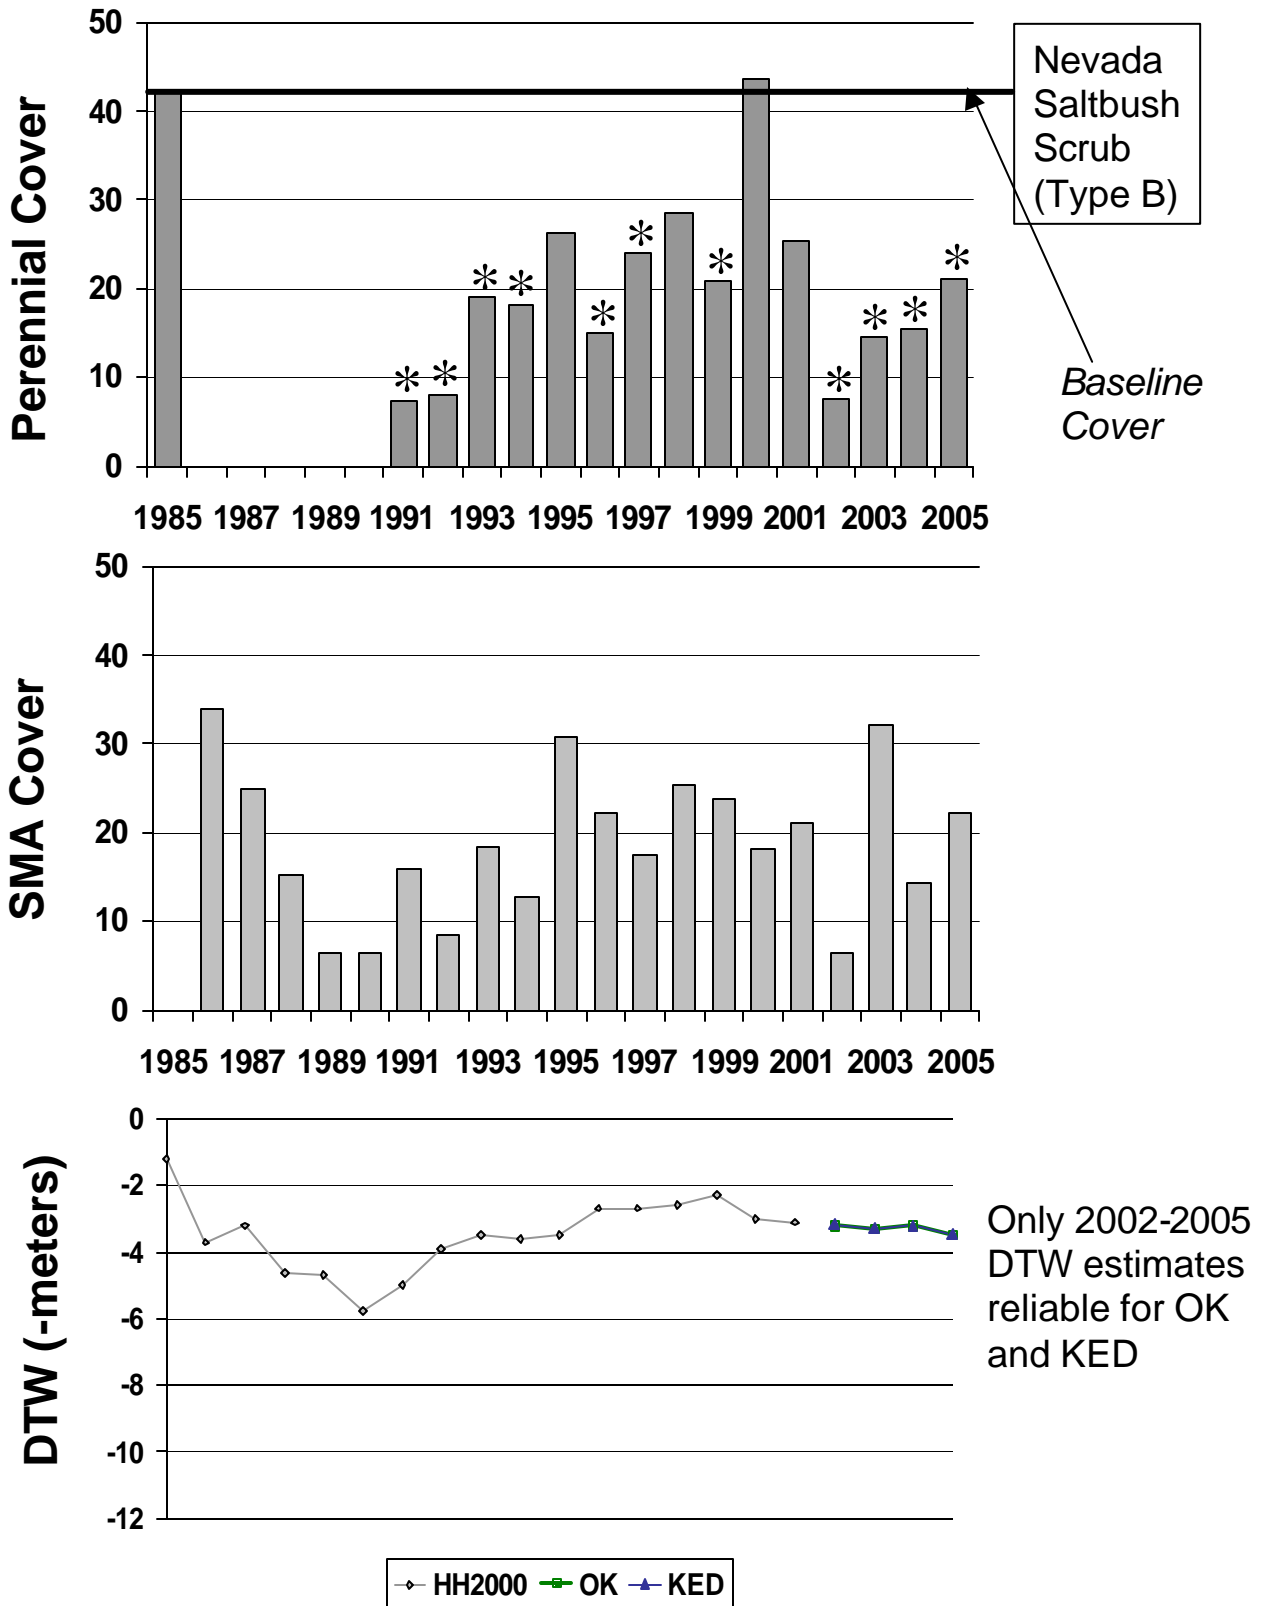 50
40
30
20
10
0
Perennial Cover
* * * * * * * * * * *
1985 1987 1989 1991 1993 1995 1997 1999 2001 2003 2005
Nevada
Saltbush
Scrub
(Type B)
Baseline
Cover
50
40
30
20
10
0
SMA Cover
1985 1987 1989 1991 1993 1995 1997 1999 2001 2003 2005
0
-2
-4
-6
-8
-10
-12
DTW (-meters)
Only 2002-2005
DTW estimates
reliable for OK
and KED
HH2000 OK KED